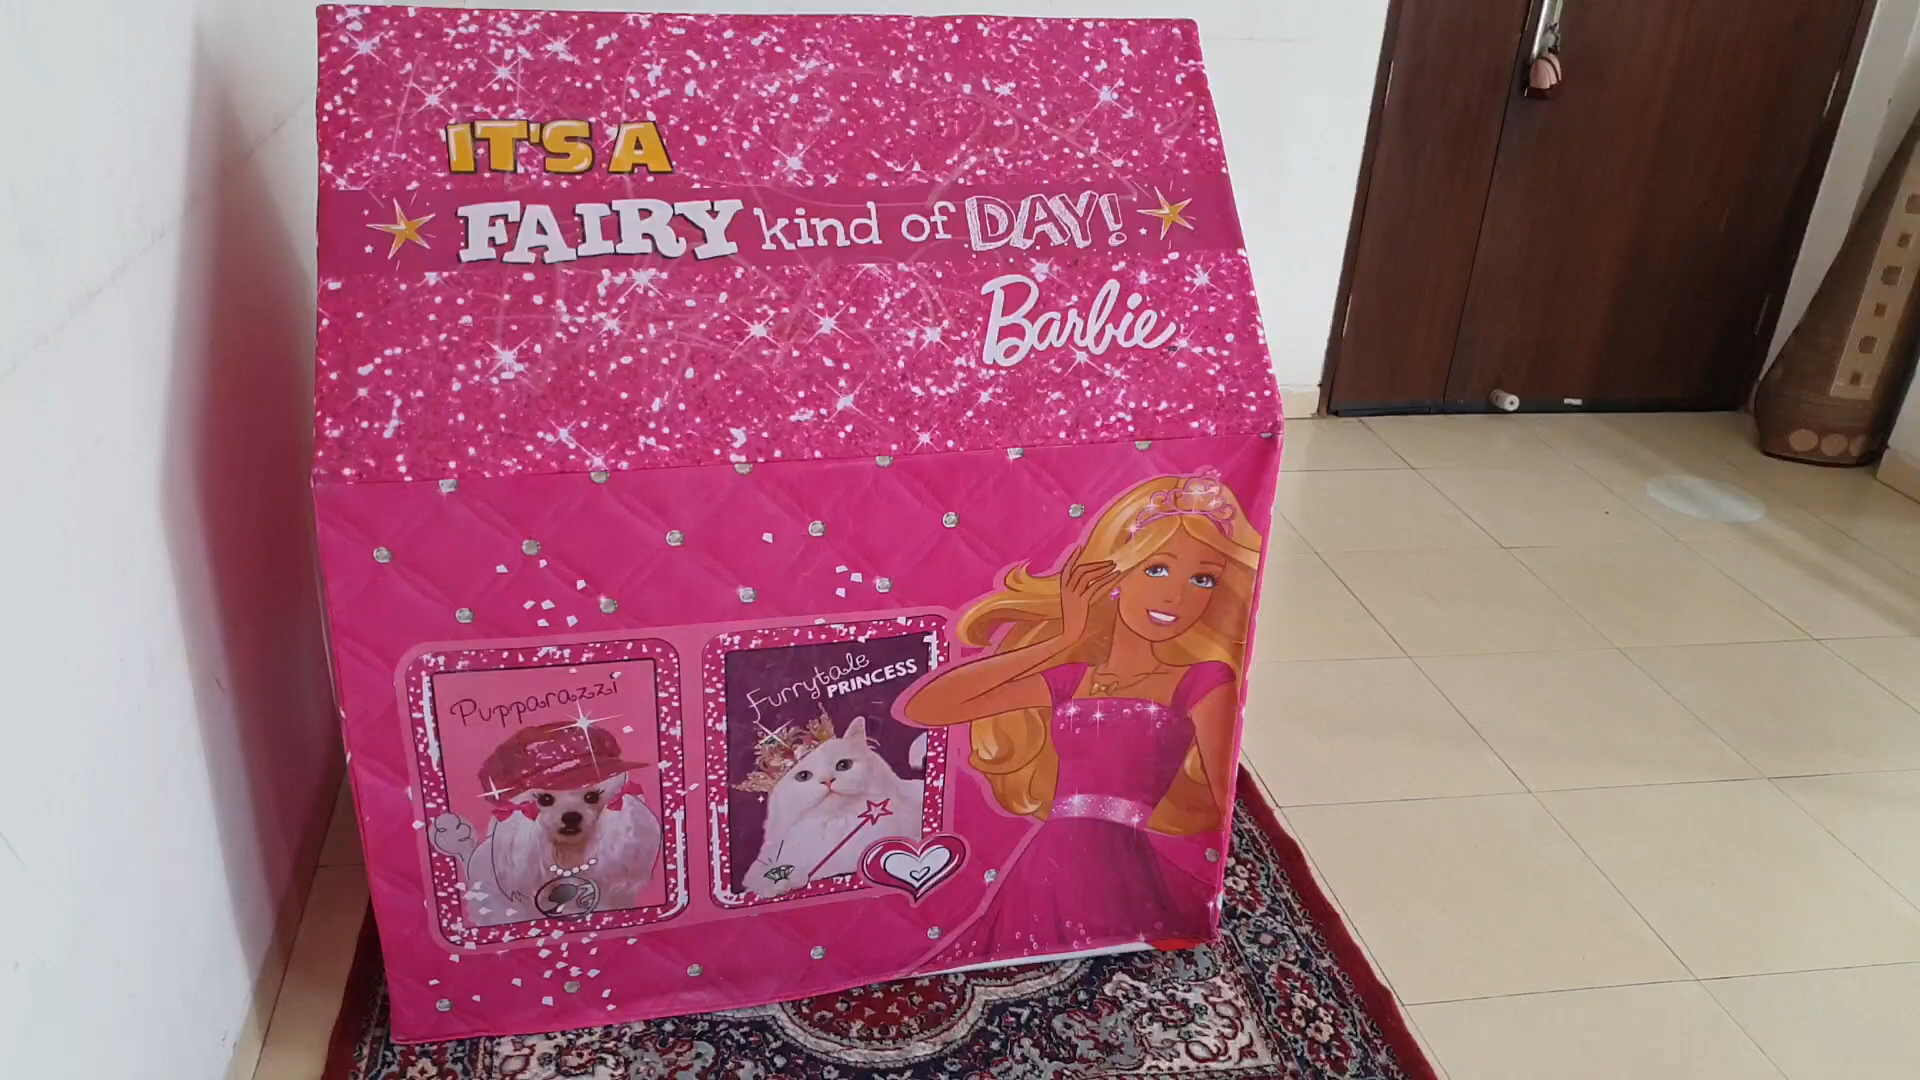 IT'S A
FAIRY kind of DAY!
Barbie
Pupparazzi
Furrytale
PRINCESS